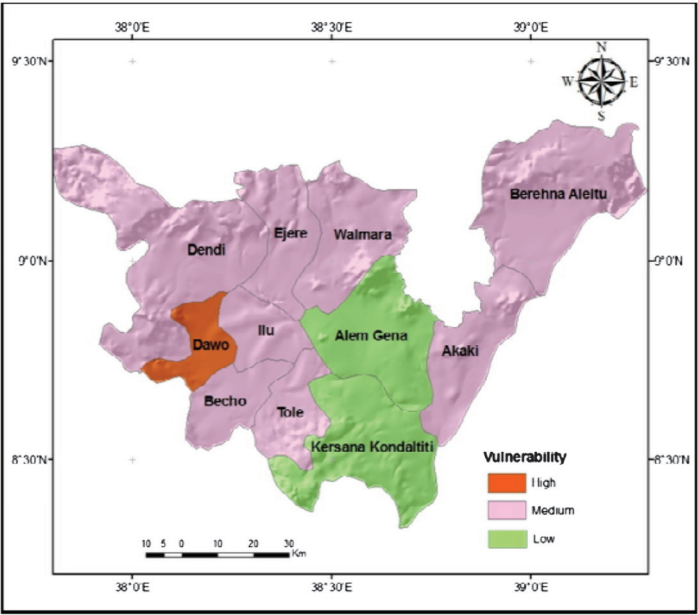 38°0'E 38°30'E 39°0'E
9°30'N 9°30'N
N
W E
S
Berehna Aleltu
Ejere Walmara
Dendi
9°0'N 9°0'N
Ilu Alem Gena
Dawo Akaki
Becho
Tole
Kersana Kondaltiti
8°30'N 8°30'N
Vulnerability
High
Medium
Low
10 5 0 10 20 30
Km
38°0'E 38°30'E 39°0'E